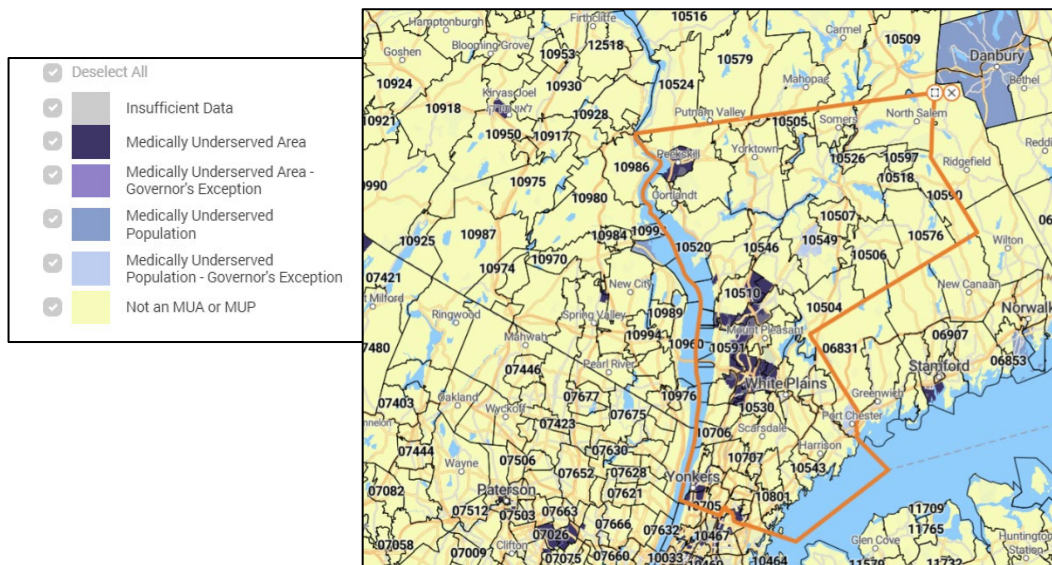 Deselect All
Insufficient Data
Medically Underserved Area
Medically Underserved Area -
Governor's Exception
Medically Underserved
Population
Medically Underserved
Population - Governor's Exception
Not an MUA or MUP
Hamptonburgh
Firthcliffe
10516
Carmel
10509
Goshen
Blooming Grove
10953
12518
10579
Danbury
Bethel
10924
Kiryas Joel
10930
10524
Mahopac
10918
10921
10928
Putnam Valley
10505
Somers
North Salem
10950
10917
Peekskill
Yorktown
10526
10597
Ridgefield
10518
10986
10975
10980
Cortlandt
10590
10507
10925
10987
10984
10993
10520
10546
10549
10576
10506
Wilton
07421
10974
10970
New City
10510
10504
New Canaan
Ringwood
Spring Valley
10989
Mount Pleasant
Norwalk
07480
Mahwah
10994
10960
10591
06831
06907
06853
07446
Pearl River
White Plains
Stamford
07403
Oakland
07677
10976
10530
Greenwich
Wyckoff
07675
Port Chester
07423
10706
Scarsdale
07444
07630
10707
Harrison
Wayne
07506
07652
07628
Yonkers
10543
07082
Paterson
07621
10801
07512
07503
07663
07632
11709
07026
07666
10467
11765
07058
07009
Clifton
07075
07660
10033
10464
Glen Cove
Huntington
Station
11579
11732